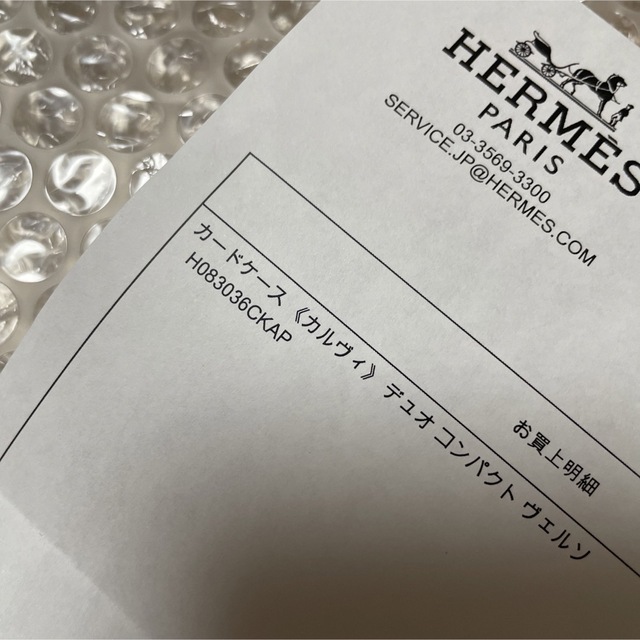 HERMÈS
PARIS
03-3569-3300
SERVICE.JP@HERMES.COM
お買上明細
カードケース 《カルヴィ》 デュオ コンパクト ヴェルソ
H083036CKAP